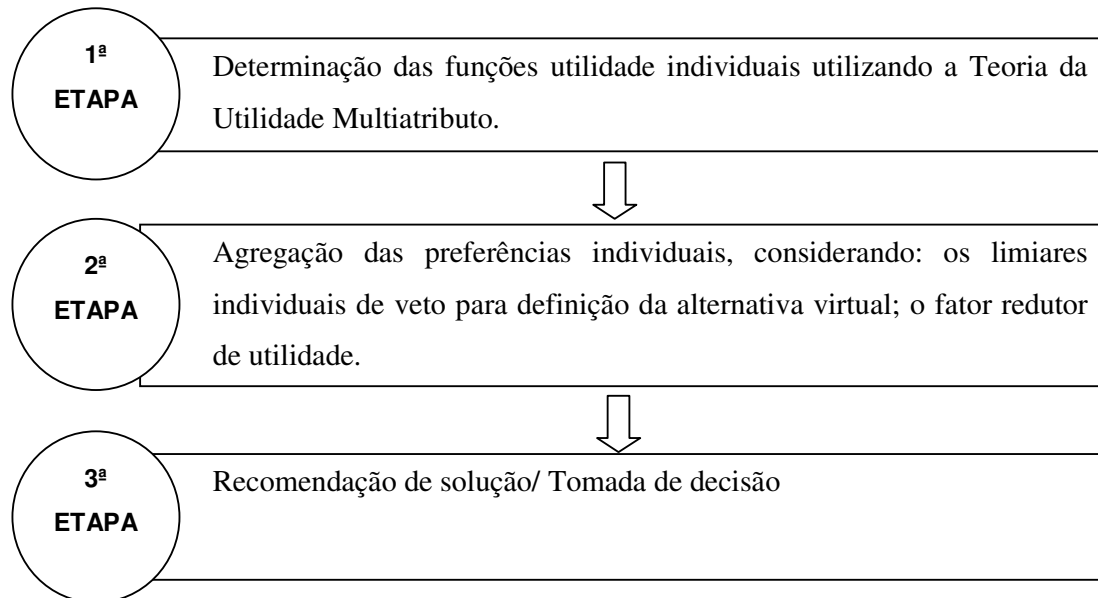 1ª
ETAPA
Determinação das funções utilidade individuais utilizando a Teoria da
Utilidade Multiatributo.
2ª
ETAPA
Agregação das preferências individuais, considerando: os limiares
individuais de veto para definição da alternativa virtual; o fator redutor
de utilidade.
3ª
ETAPA
Recomendação de solução/ Tomada de decisão